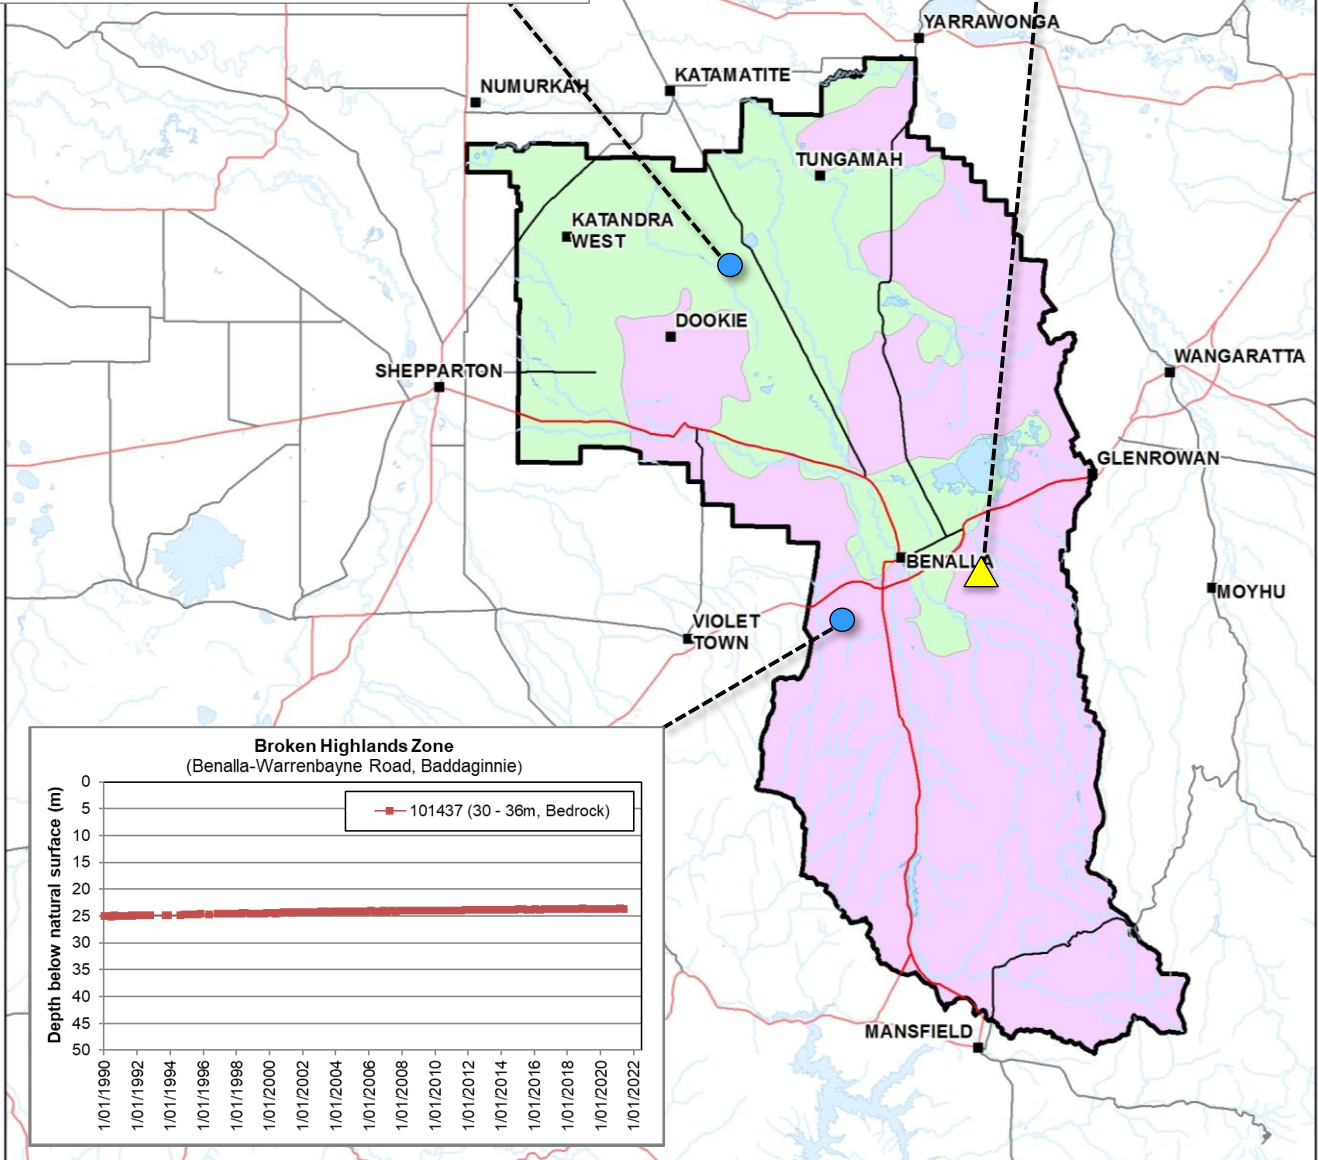 YARRAWONGA
KATAMATITE
NUMURKAH
TUNGAMAH
KATANDRA
WEST
DOOKIE
SHEPPARTON
WANGARATTA
GLENROWAN
BENALLA
MOYHU
VIOLET
TOWN
MANSFIELD
Broken Highlands Zone
(Benalla-Warrenbayne Road, Baddaginnie)
Depth below natural surface (m)
0
5
10
15
20
25
30
35
40
45
50
101437 (30 - 36m, Bedrock)
1/01/1990
1/01/1992
1/01/1994
1/01/1996
1/01/1998
1/01/2000
1/01/2002
1/01/2004
1/01/2006
1/01/2008
1/01/2010
1/01/2012
1/01/2014
1/01/2016
1/01/2018
1/01/2020
1/01/2022